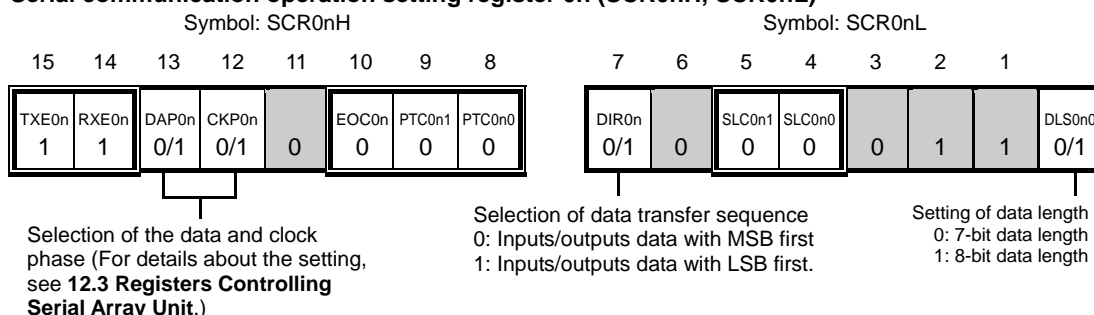 Serial communication operation setting register 0n (SCR0nH, SCR0nL)
Symbol: SCR0nH
15 14 13 12 11 10 9 8
TXE0n RXE0n DAP0n CKP0n EOC0n PTC0n1 PTC0n0
1 1 0/1 0/1 0 0 0 0
Selection of the data and clock
phase (For details about the setting,
see 12.3 Registers Controlling
Serial Array Unit.)
Symbol: SCR0nL
7 6 5 4 3 2 1
DIR0n SLC0n1 SLC0n0 DLS0n0
0/1 0 0 0 0 1 1 0/1
Selection of data transfer sequence
0: Inputs/outputs data with MSB first
1: Inputs/outputs data with LSB first.
Setting of data length
0: 7-bit data length
1: 8-bit data length